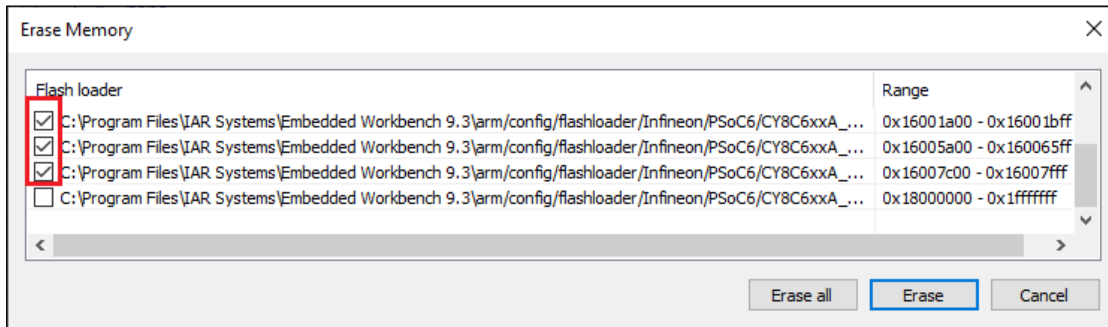 Erase Memory
Flash loader Range
C:\Program Files\IAR Systems\Embedded Workbench 9.3\arm/config/flashloader/Infineon/PSoC6/CY8C6xxA_... 0x16001a00 - 0x16001bff
C:\Program Files\IAR Systems\Embedded Workbench 9.3\arm/config/flashloader/Infineon/PSoC6/CY8C6xxA_... 0x16005a00 - 0x160065ff
C:\Program Files\IAR Systems\Embedded Workbench 9.3\arm/config/flashloader/Infineon/PSoC6/CY8C6xxA_... 0x16007c00 - 0x16007fff
C:\Program Files\IAR Systems\Embedded Workbench 9.3\arm/config/flashloader/Infineon/PSoC6/CY8C6xxA_... 0x18000000 - 0x1fffffff
Erase all Erase Cancel